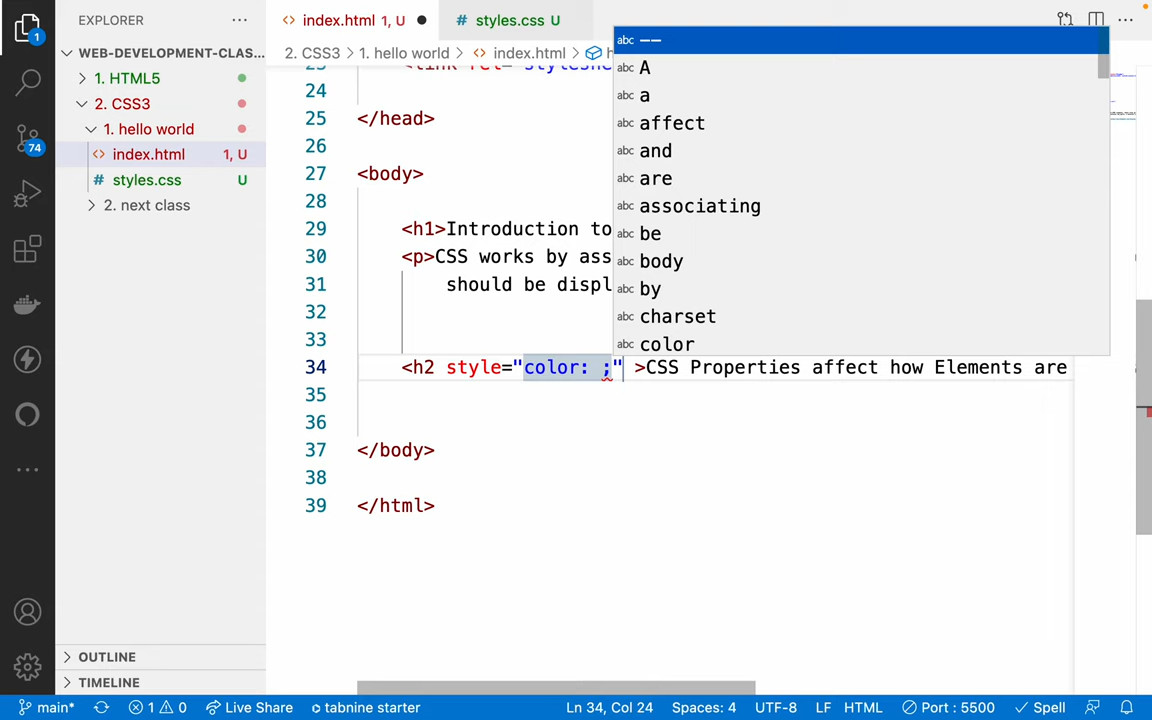 EXPLORER
index.html 1, U
# styles.css U
WEB-DEVELOPMENT-CLAS...
2. CSS3 > 1. hello world > index.html > h
1. HTML5
2. CSS3
1. hello world
index.html 1, U
# styles.css U
2. next class
abc --
abc A
abc a
abc affect
abc and
abc are
abc associating
abc be
abc body
abc by
abc charset
abc color
23 <link rel="styleshe
24
25 </head>
26
27 <body>
28
29 <h1>Introduction to
30 <p>CSS works by ass
31 should be displ
32
33
34 <h2 style="color: ;" >CSS Properties affect how Elements are
35
36
37 </body>
38
39 </html>
1
74
OUTLINE
TIMELINE
main* 1 0 Live Share tabnine starter Ln 34, Col 24 Spaces: 4 UTF-8 LF HTML Port : 5500 Spell